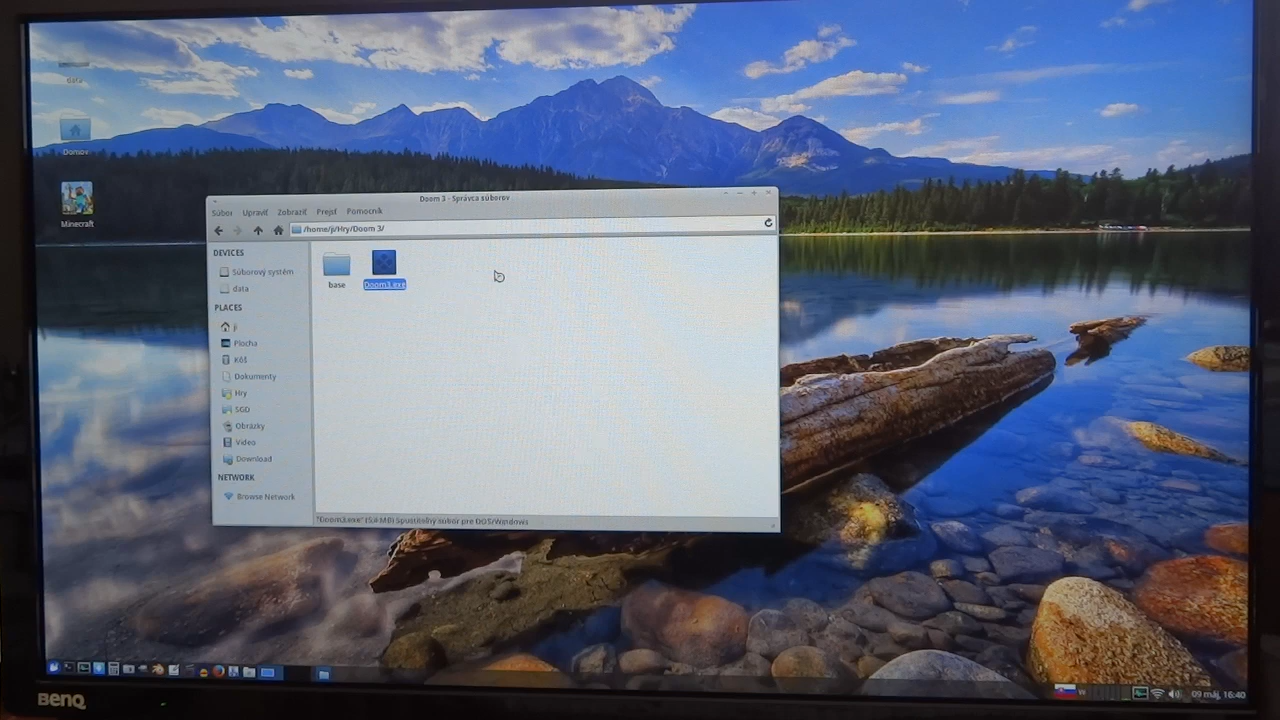 data
Domov
Minecraft
Doom 3 - Správca súborov
Súbor Upraviť Zobraziť Prejsť Pomocník
/home/ji/Hry/Doom 3/
DEVICES
Súborový systém
data
PLACES
ji
Plocha
Kôš
Dokumenty
Hry
SGD
Obrázky
Video
Download
NETWORK
Browse Network
base
Doom3.exe
"Doom3.exe" (5,8 MB) Spustiteľný súbor pre DOS/Windows
09 máj, 16:40
BenQ